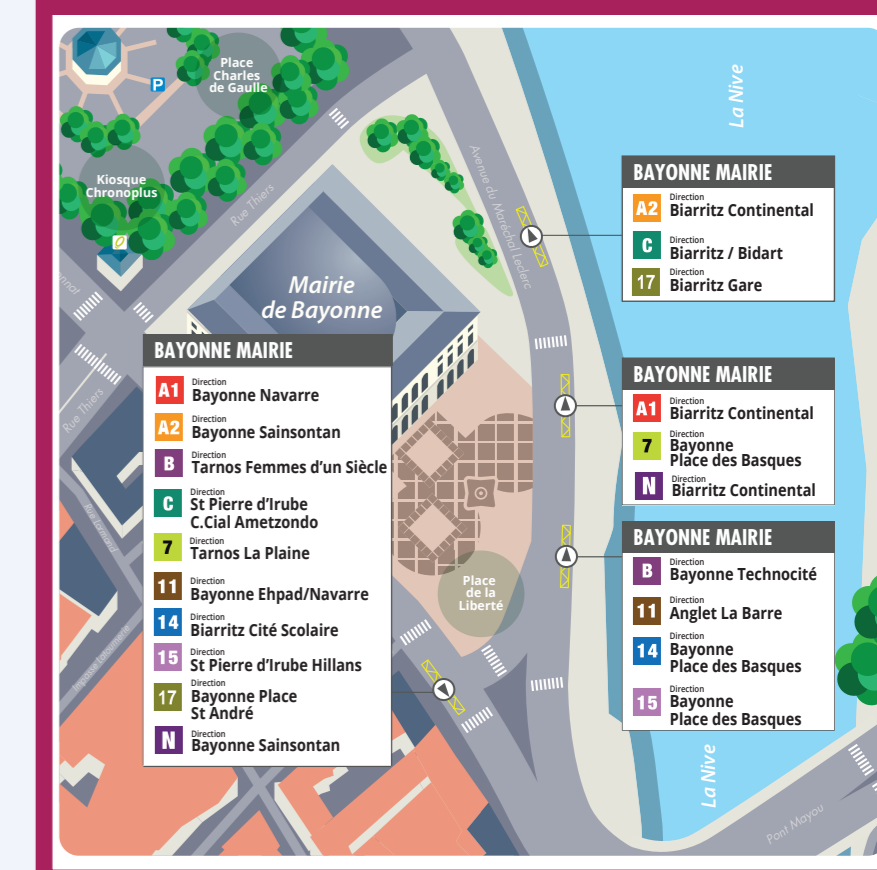 Place
Charles
de Gaulle
P
Kiosque
Chronoplus
Rue Thiers
Avenue du Maréchal Leclerc
La Nive
Mairie
de Bayonne
Rue Thiers
Rue Lormand
Place
de la
Liberté
La Nive
Pont Mayou
BAYONNE MAIRIE
A2 Direction
Biarritz Continental
C Direction
Biarritz / Bidart
17 Direction
Biarritz Gare
BAYONNE MAIRIE
A1 Direction
Biarritz Continental
7 Direction
Bayonne
Place des Basques
N Direction
Biarritz Continental
BAYONNE MAIRIE
B Direction
Bayonne Technocité
11 Direction
Anglet La Barre
14 Direction
Bayonne
Place des Basques
15 Direction
Bayonne
Place des Basques
BAYONNE MAIRIE
A1 Direction
Bayonne Navarre
A2 Direction
Bayonne Sainsontan
B Direction
Tarnos Femmes d'un Siècle
C Direction
St Pierre d'Irube
C.Cial Ametzondo
7 Direction
Tarnos La Plaine
11 Direction
Bayonne Ehpad/Navarre
14 Direction
Biarritz Cité Scolaire
15 Direction
St Pierre d'Irube Hillans
17 Direction
Bayonne Place
St André
N Direction
Bayonne Sainsontan